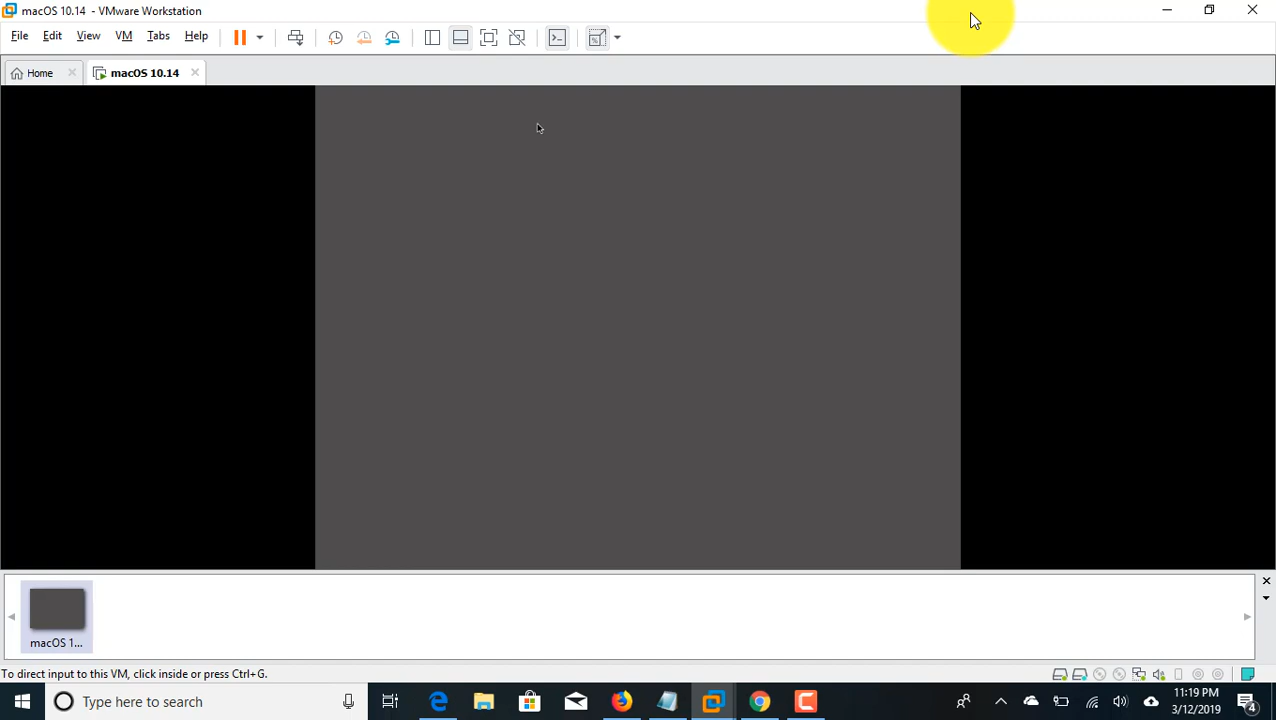 macOS 10.14 - VMware Workstation
File Edit View VM Tabs Help
Home macOS 10.14
macOS 1...
To direct input to this VM, click inside or press Ctrl+G.
Type here to search
11:19 PM
3/12/2019
4